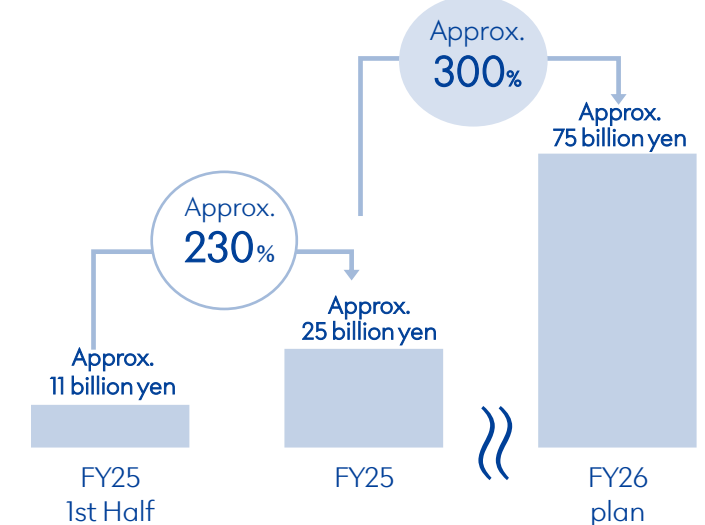 Approx.
300%
Approx.
75 billion yen
Approx.
230%
Approx.
25 billion yen
Approx.
11 billion yen
FY25
1st Half
FY25
FY26
plan